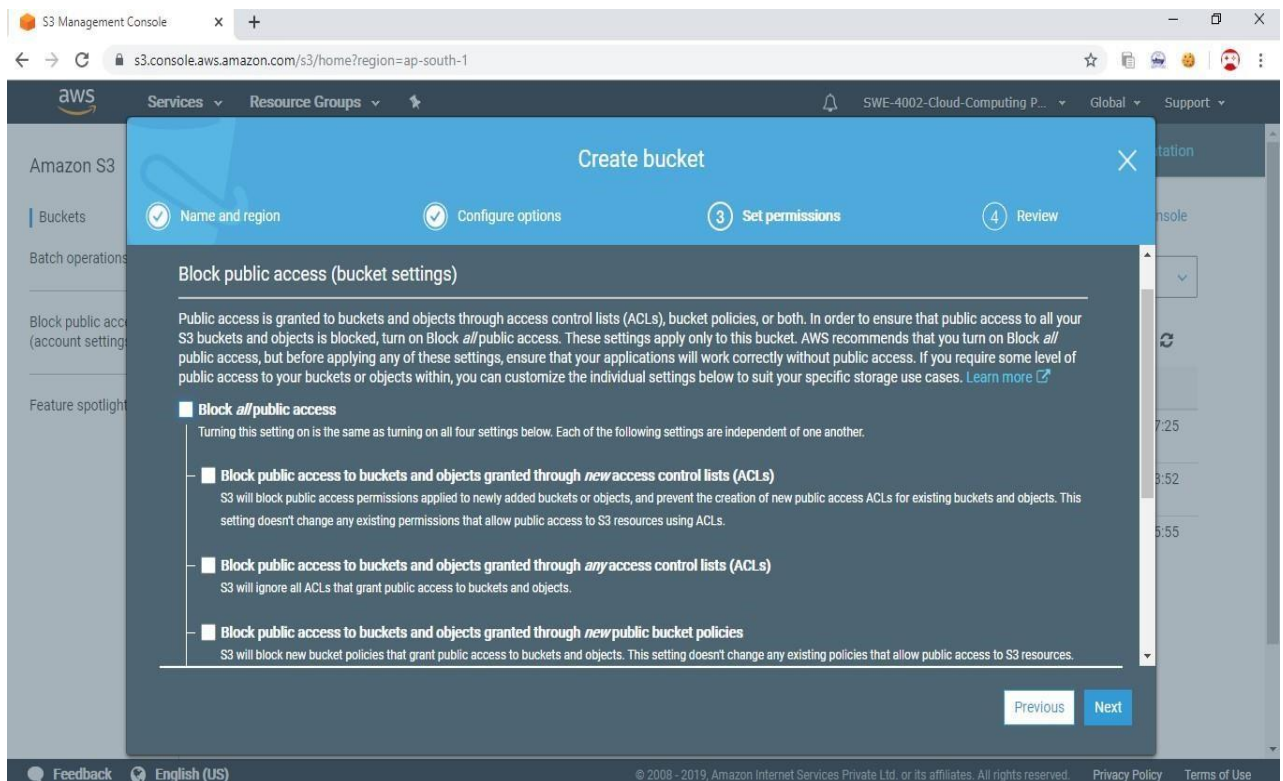 S3 Management Console
s3.console.aws.amazon.com/s3/home?region=ap-south-1
aws Services Resource Groups SWE-4002-Cloud-Computing P... Global Support
Create bucket
Name and region Configure options 3 Set permissions 4 Review
Amazon S3
Buckets
Batch operations
Block public acc
(account setting
Feature spotlight
Block public access (bucket settings)
Public access is granted to buckets and objects through access control lists (ACLs), bucket policies, or both. In order to ensure that public access to all your
S3 buckets and objects is blocked, turn on Block all public access. These settings apply only to this bucket. AWS recommends that you turn on Block all
public access, but before applying any of these settings, ensure that your applications will work correctly without public access. If you require some level of
public access to your buckets or objects within, you can customize the individual settings below to suit your specific storage use cases. Learn more
Block all public access
Turning this setting on is the same as turning on all four settings below. Each of the following settings are independent of one another.
Block public access to buckets and objects granted through new access control lists (ACLs)
S3 will block public access permissions applied to newly added buckets or objects, and prevent the creation of new public access ACLs for existing buckets and objects. This
setting doesn't change any existing permissions that allow public access to S3 resources using ACLs.
Block public access to buckets and objects granted through any access control lists (ACLs)
S3 will ignore all ACLs that grant public access to buckets and objects.
Block public access to buckets and objects granted through new public bucket policies
S3 will block new bucket policies that grant public access to buckets and objects. This setting doesn't change any existing policies that allow public access to S3 resources.
Previous Next
tation
nsole
7:25
3:52
5:55
Feedback English (US) © 2008 - 2019, Amazon Internet Services Private Ltd. or its affiliates. All rights reserved. Privacy Policy Terms of Use